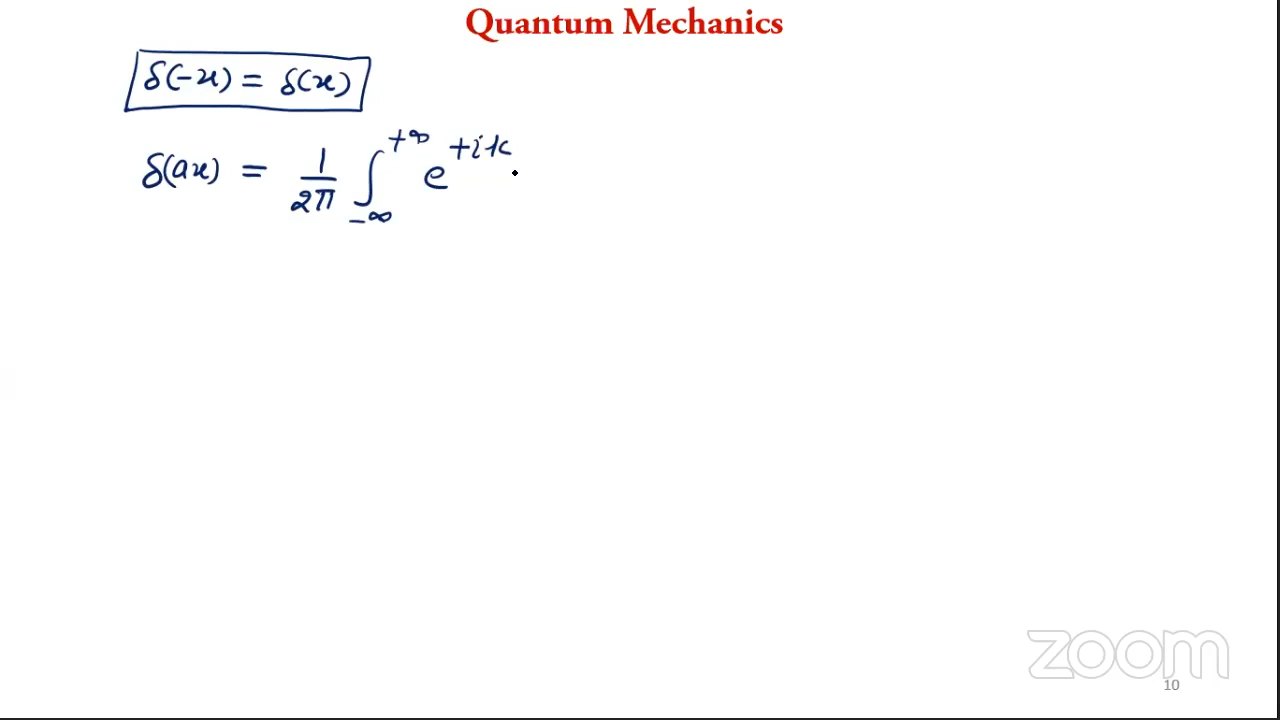 Quantum Mechanics
δ(-x) = δ(x)
δ(ax) = 1/2π ∫_{-∞}^{+∞} e^{+ik
zoom
10